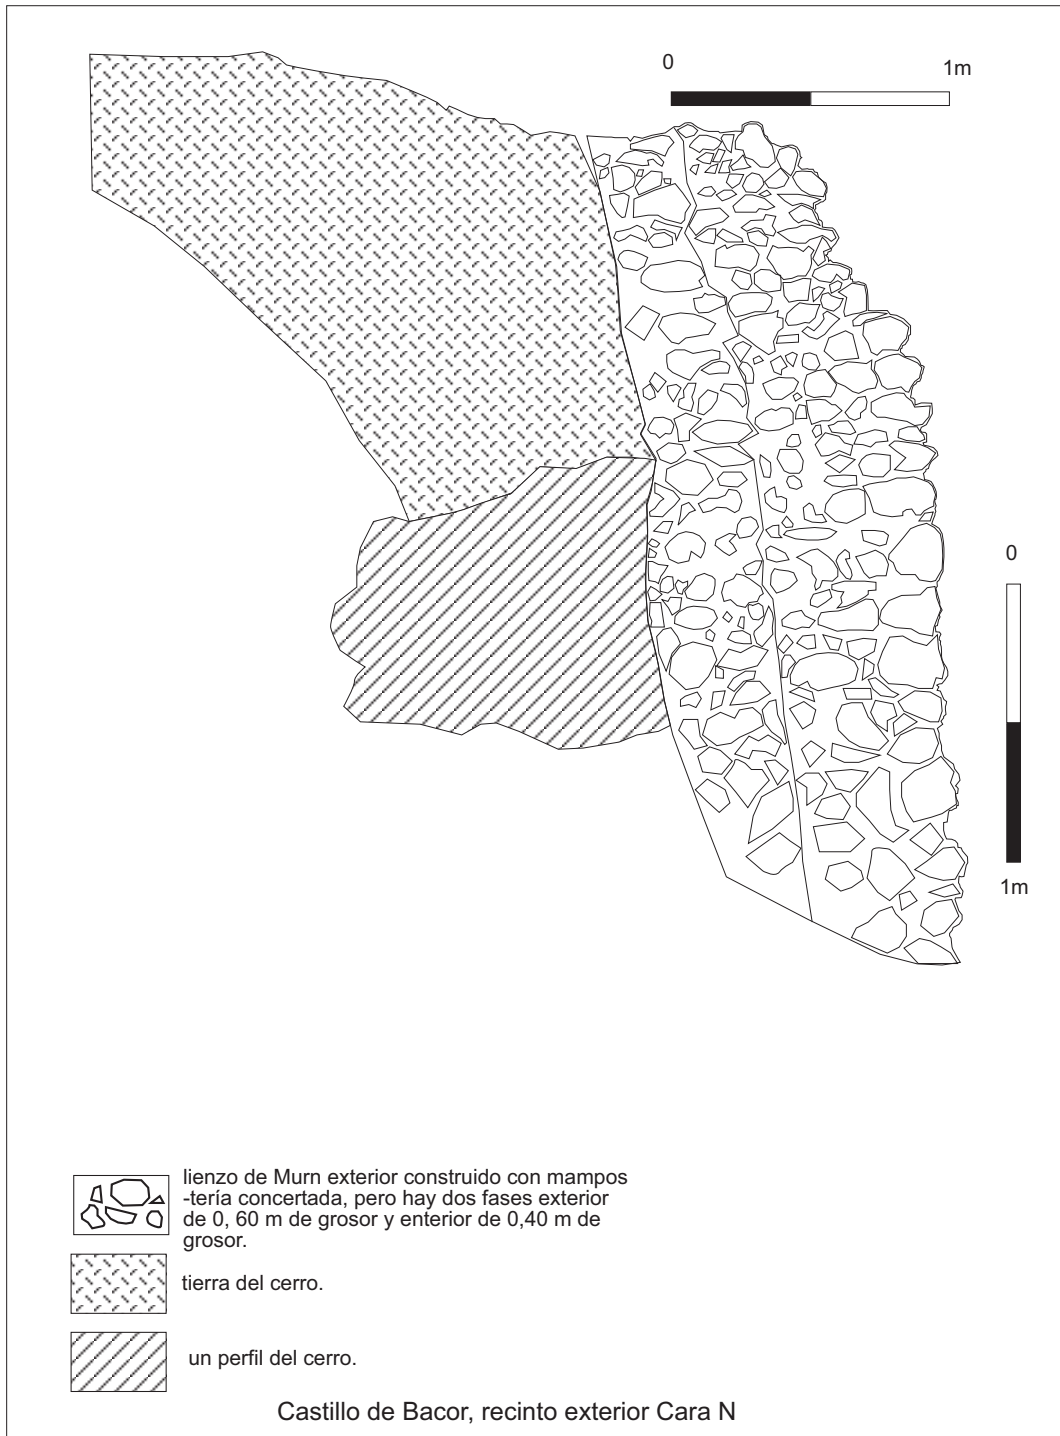 0
1m
0
1m
lienzo de Murn exterior construido con mampos
-tería concertada, pero hay dos fases exterior
de 0, 60 m de grosor y enterior de 0,40 m de
grosor.
tierra del cerro.
un perfil del cerro.
Castillo de Bacor, recinto exterior Cara N